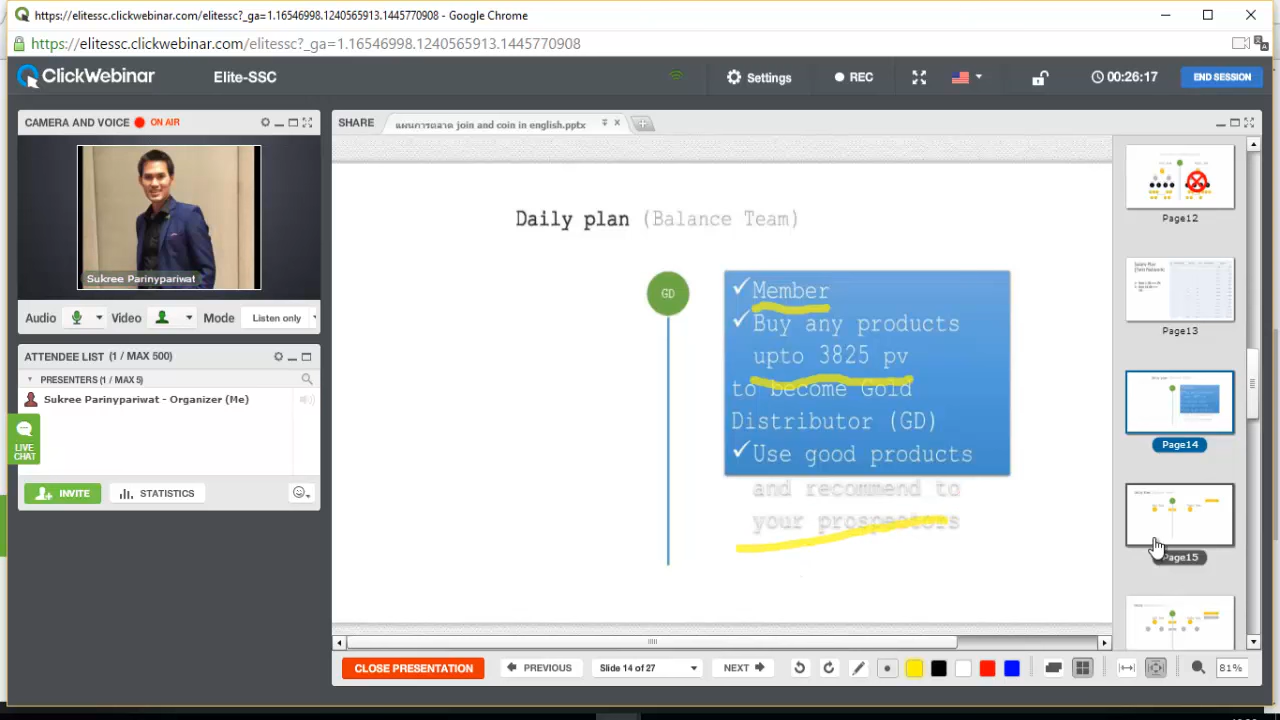 https://elitessc.clickwebinar.com/elitessc?_ga=1.16546998.1240565913.1445770908 - Google Chrome
https://elitessc.clickwebinar.com/elitessc?_ga=1.16546998.1240565913.1445770908
ClickWebinar
Elite-SSC
Settings
REC
00:26:17
END SESSION
CAMERA AND VOICE
ON AIR
Sukree Parinypariwat
Audio
Video
Mode
Listen only
ATTENDEE LIST (1 / MAX 500)
PRESENTERS (1 / MAX 5)
Sukree Parinypariwat - Organizer (Me)
LIVE
CHAT
INVITE
STATISTICS
SHARE
แผนการตลาด join and coin in english.pptx
Daily plan (Balance Team)
GD
✓Member
✓Buy any products
upto 3825 pv
to become Gold
Distributor (GD)
✓Use good products
and recommend to
your prospectors
Page12
Page13
Page14
Page15
CLOSE PRESENTATION
PREVIOUS
Slide 14 of 27
NEXT
81%